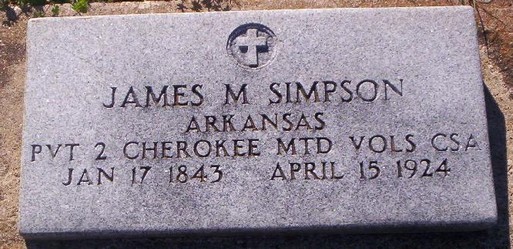 JAMES M SIMPSON
ARKANSAS
PVT 2 CHEROKEE MTD VOLS CSA
JAN 17 1843 APRIL 15 1924